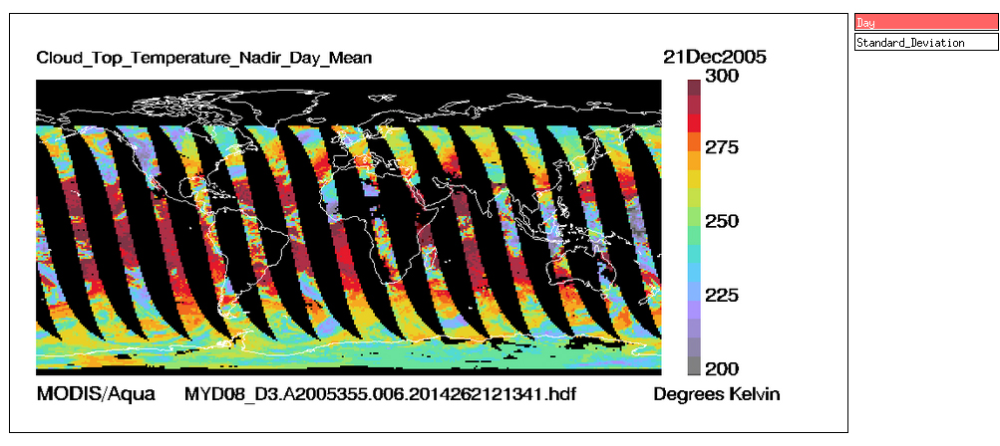 Cloud_Top_Temperature_Nadir_Day_Mean
21Dec2005
300
275
250
225
200
MODIS/Aqua
MYD08_D3.A2005355.006.2014262121341.hdf
Degrees Kelvin
Day
Standard_Deviation